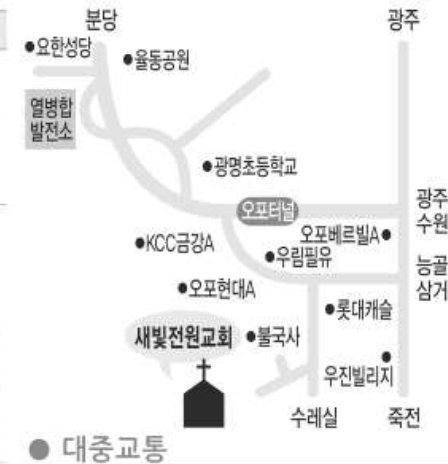 분당
광주
●요한성당
●율동공원
열병합
발전소
●광명초등학교
오포터널
광주
수원
오포베르빌A●
●KCC금강A
●우림필유
능골
삼거
●오포현대A
●롯대캐슬
새빛전원교회
●불국사
우진빌리지
수레실
죽전
● 대중교통